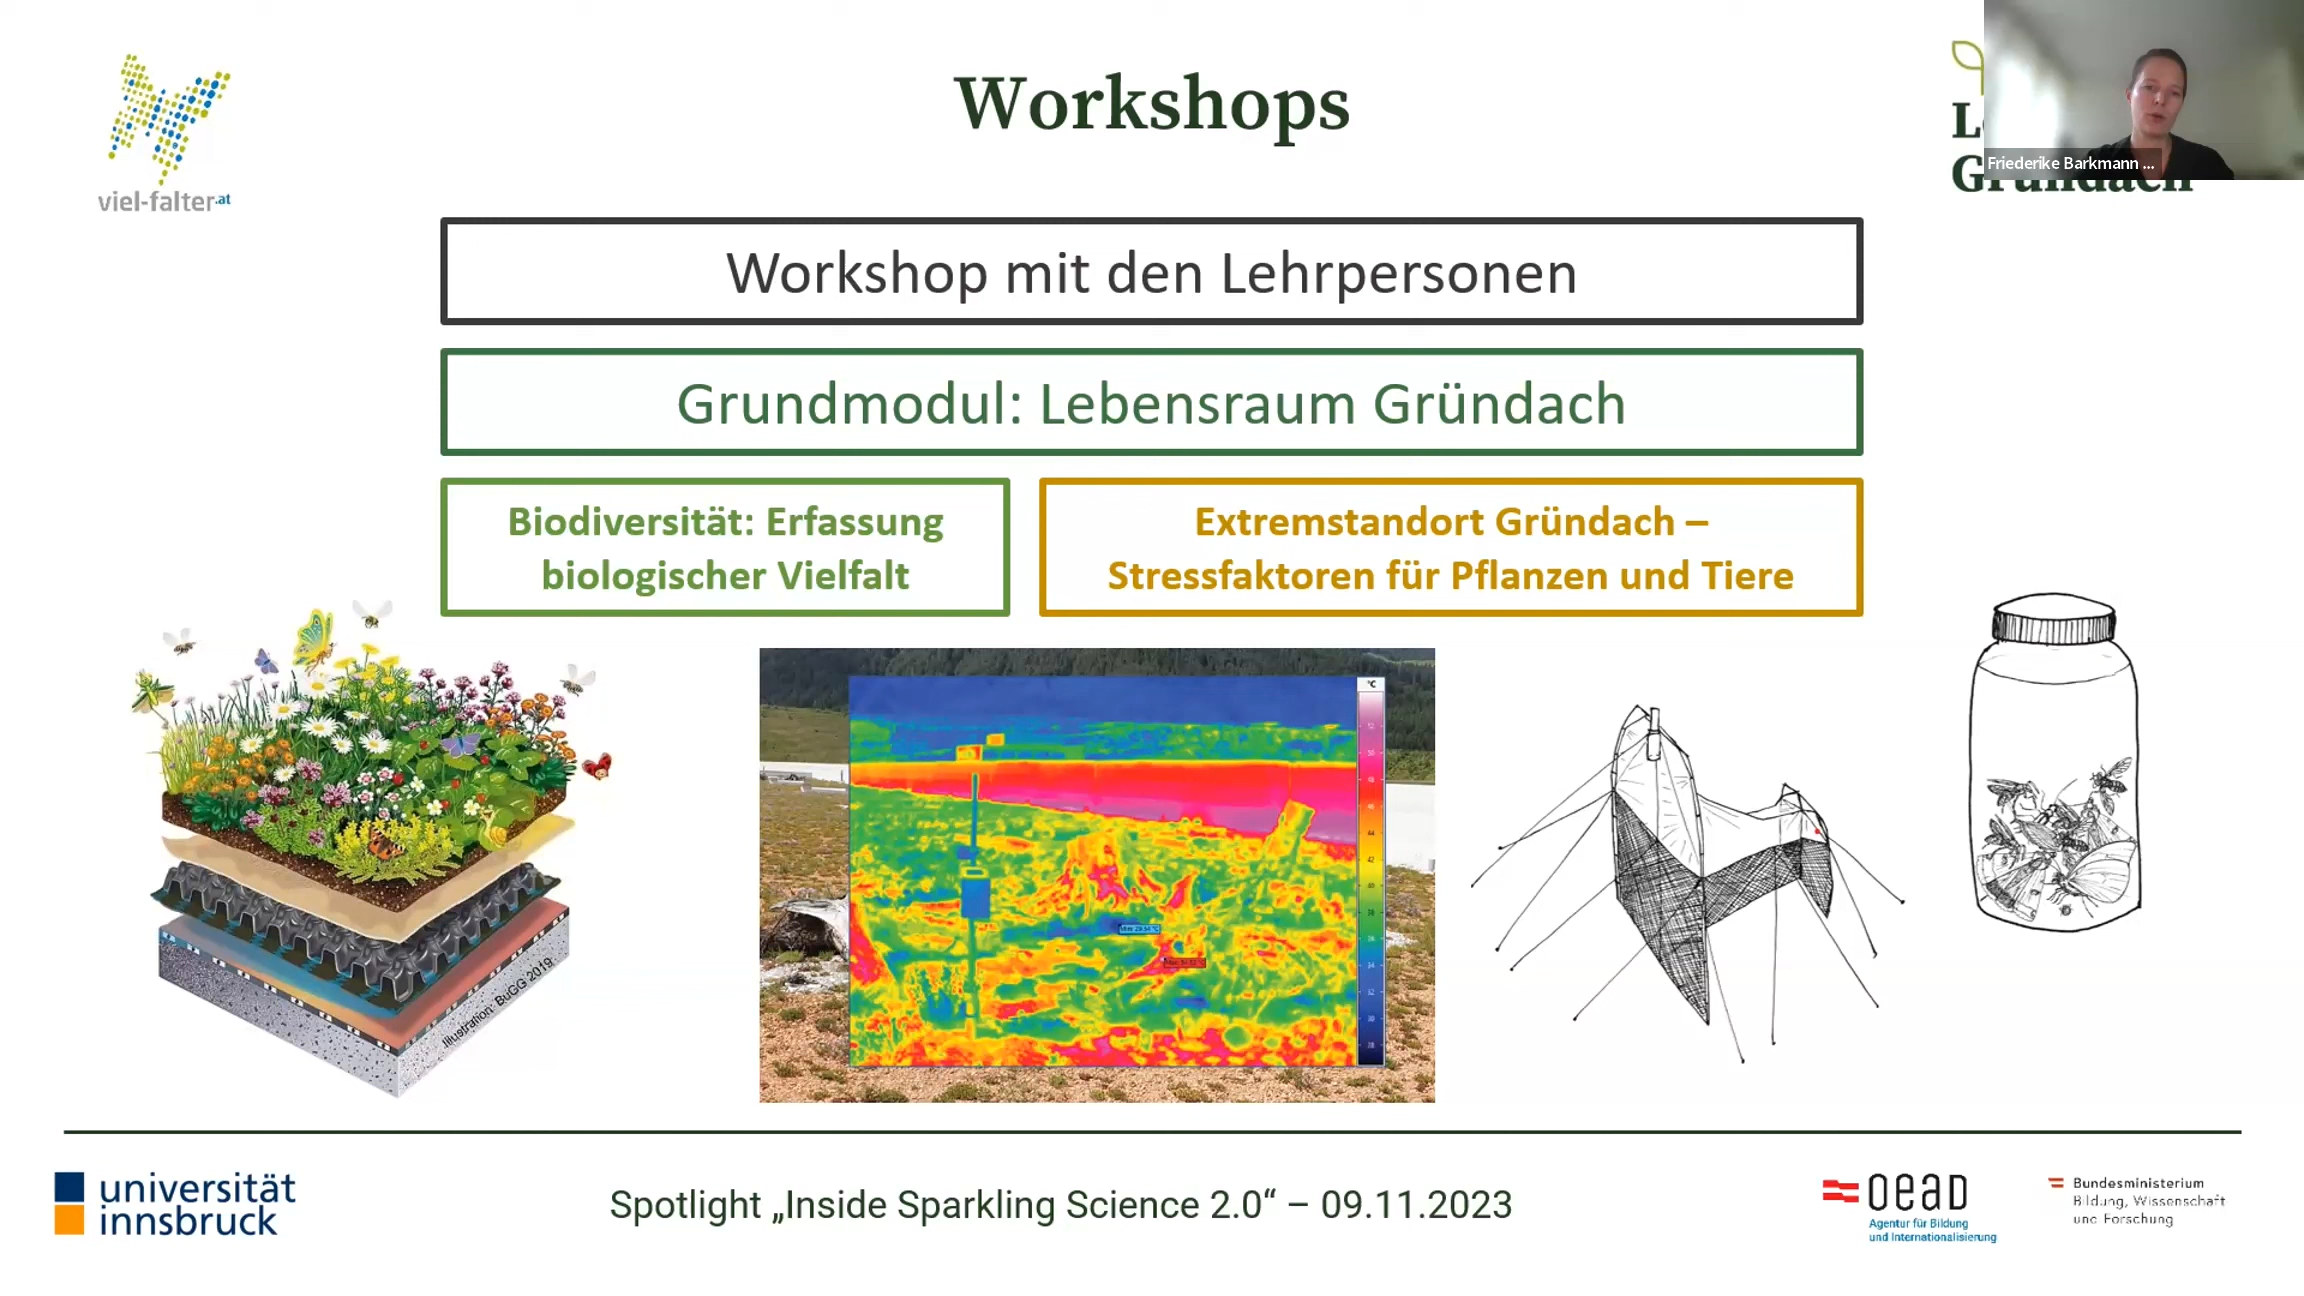 Workshops
viel-falter.at
Friederike Barkmann ...
Gründach
Workshop mit den Lehrpersonen
Grundmodul: Lebensraum Gründach
Biodiversität: Erfassung
biologischer Vielfalt
Extremstandort Gründach –
Stressfaktoren für Pflanzen und Tiere
Illustration: BuGG 2019
°C
universität
innsbruck
Spotlight „Inside Sparkling Science 2.0“ – 09.11.2023
OeAD
Agentur für Bildung
und Internationalisierung
Bundesministerium
Bildung, Wissenschaft
und Forschung